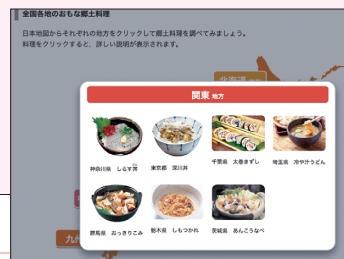 全国各地のおもな郷土料理
日本地図からそれぞれの地方をクリックして郷土料理を調べてみましょう。
料理をクリックすると、詳しい説明が表示されます。
北海道
関東 地方
神奈川県 しらす丼
東京都 深川丼
千葉県 太巻きずし
埼玉県 冷や汁うどん
群馬県 おっきりこみ
栃木県 しもつかれ
茨城県 あんこうなべ
九州